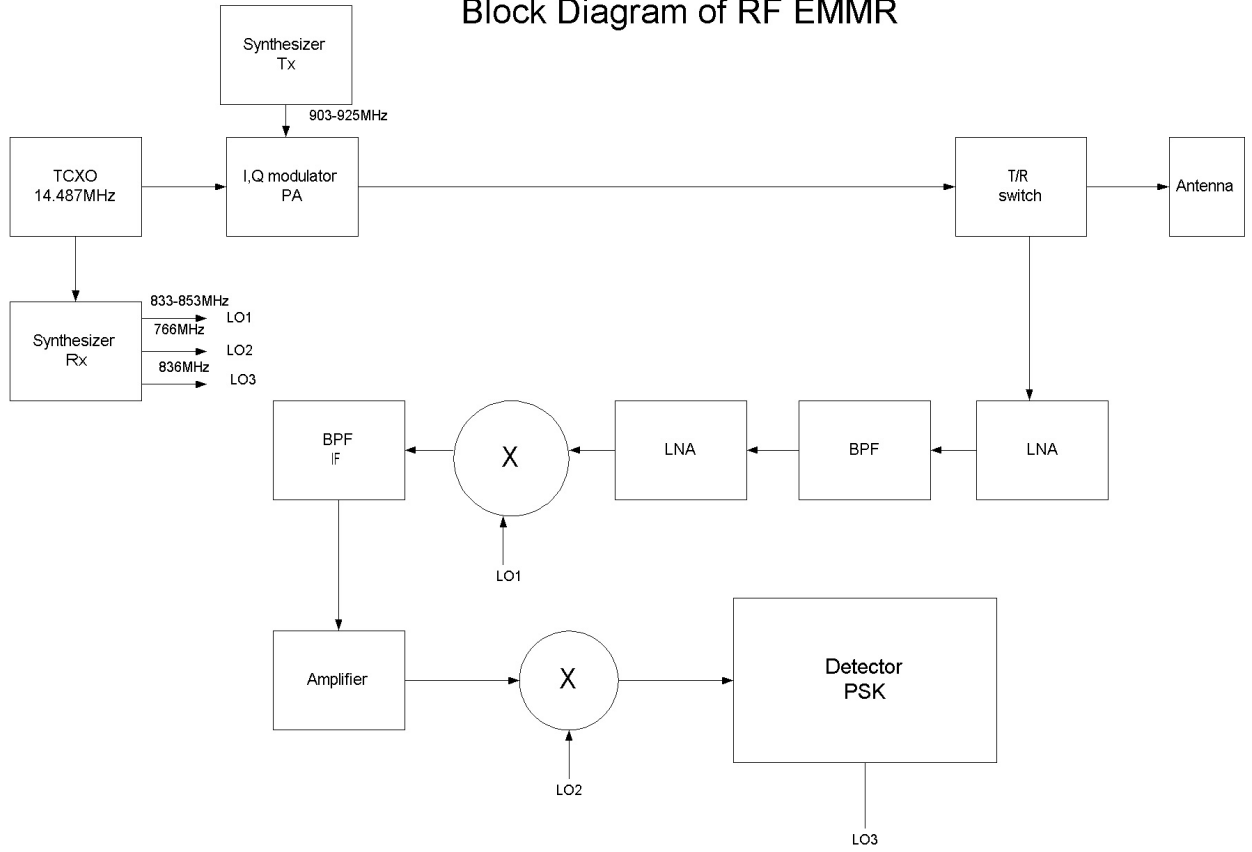 Block Diagram of RF EMMR
Synthesizer
Tx
903-925MHz
TCXO
14.487MHz
I,Q modulator
PA
T/R
switch
Antenna
833-853MHz
LO1
766MHz
LO2
836MHz
LO3
Synthesizer
Rx
BPF
IF
X
LNA
BPF
LNA
LO1
Amplifier
X
Detector
PSK
LO2
LO3